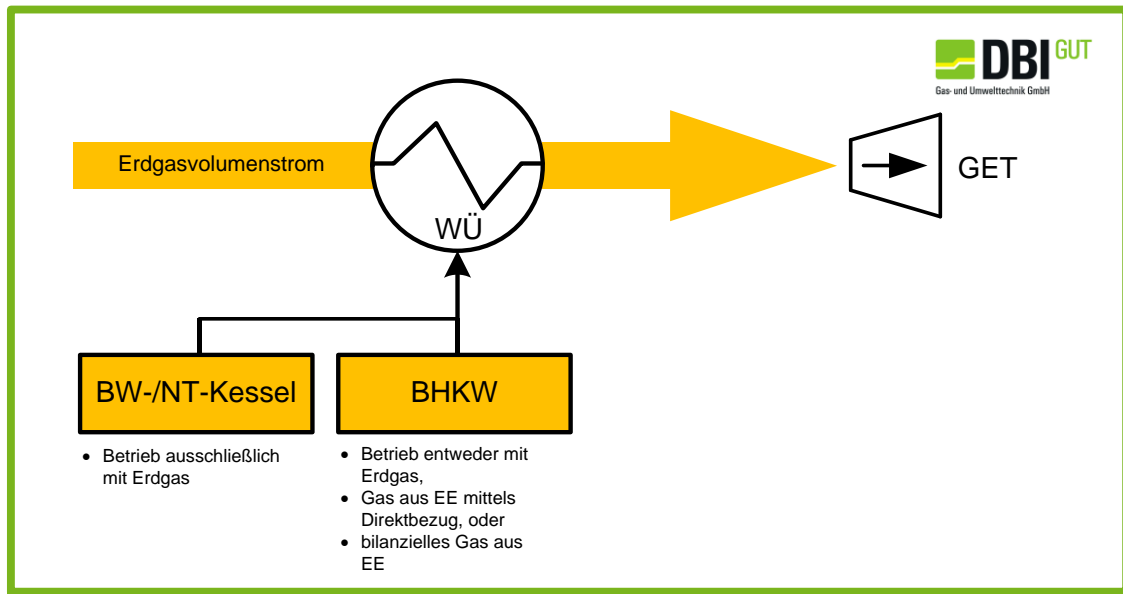 DBI GUT
Gas- und Umwelttechnik GmbH
Erdgasvolumenstrom
WÜ
GET
BW-/NT-Kessel
• Betrieb ausschließlich
mit Erdgas
BHKW
• Betrieb entweder mit
Erdgas,
• Gas aus EE mittels
Direktbezug, oder
• bilanzielles Gas aus
EE